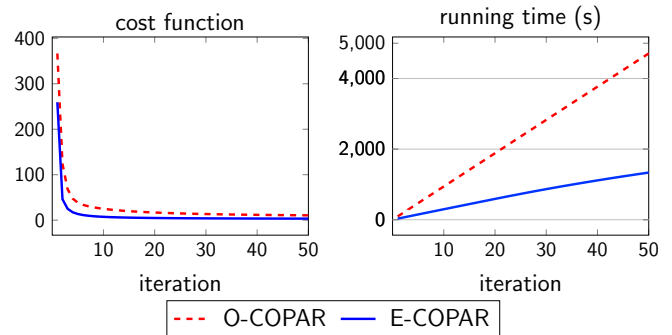 cost function
400
300
200
100
0
10 20 30 40 50
iteration
running time (s)
5,000
4,000
2,000
0
10 20 30 40 50
iteration
O-COPAR E-COPAR